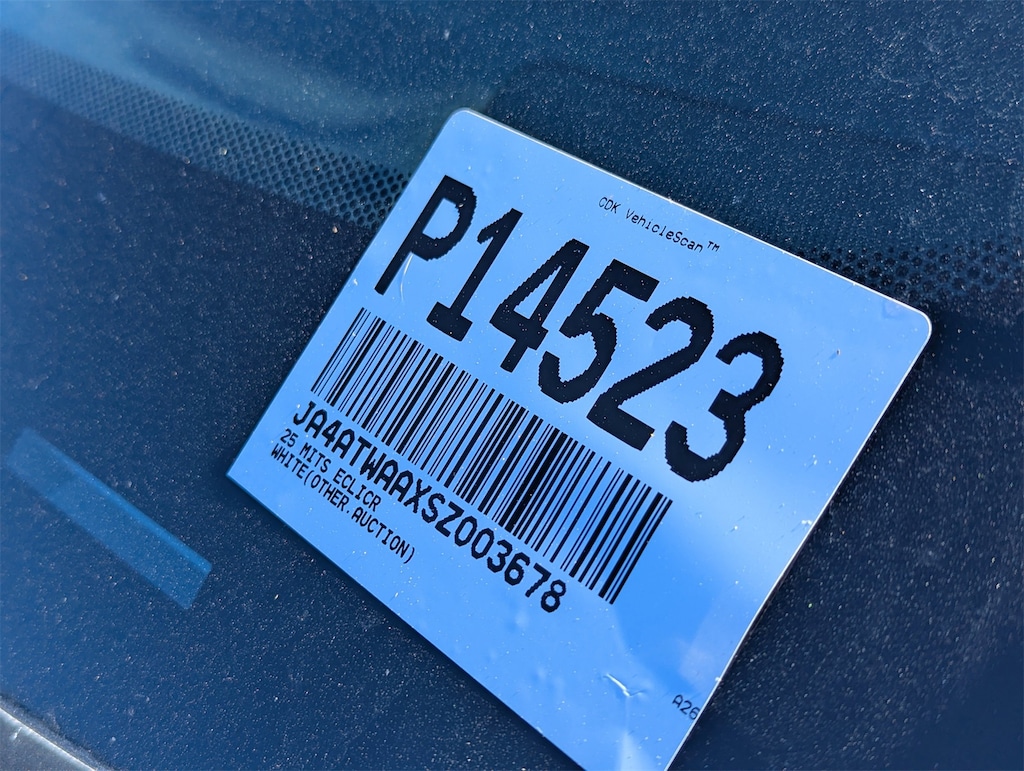 CDK VehicleScan™
P14523
JA4ATWAAXSZ003678
25 MITS ECLICR
WHITE(OTHER.AUCTION)
A26